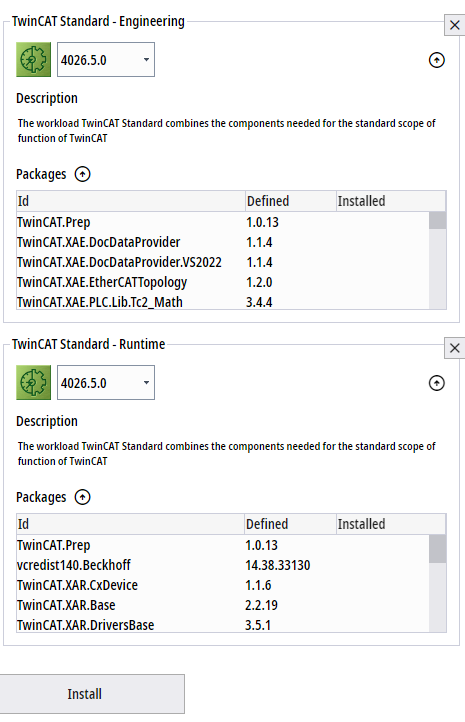 TwinCAT Standard - Engineering
4026.5.0
Description
The workload TwinCAT Standard combines the components needed for the standard scope of
function of TwinCAT
Packages
Id Defined Installed
TwinCAT.Prep 1.0.13
TwinCAT.XAE.DocDataProvider 1.1.4
TwinCAT.XAE.DocDataProvider.VS2022 1.1.4
TwinCAT.XAE.EtherCATTopology 1.2.0
TwinCAT.XAE.PLC.Lib.Tc2_Math 3.4.4
TwinCAT Standard - Runtime
4026.5.0
Description
The workload TwinCAT Standard combines the components needed for the standard scope of
function of TwinCAT
Packages
Id Defined Installed
TwinCAT.Prep 1.0.13
vcredist140.Beckhoff 14.38.33130
TwinCAT.XAR.CxDevice 1.1.6
TwinCAT.XAR.Base 2.2.19
TwinCAT.XAR.DriversBase 3.5.1
Install